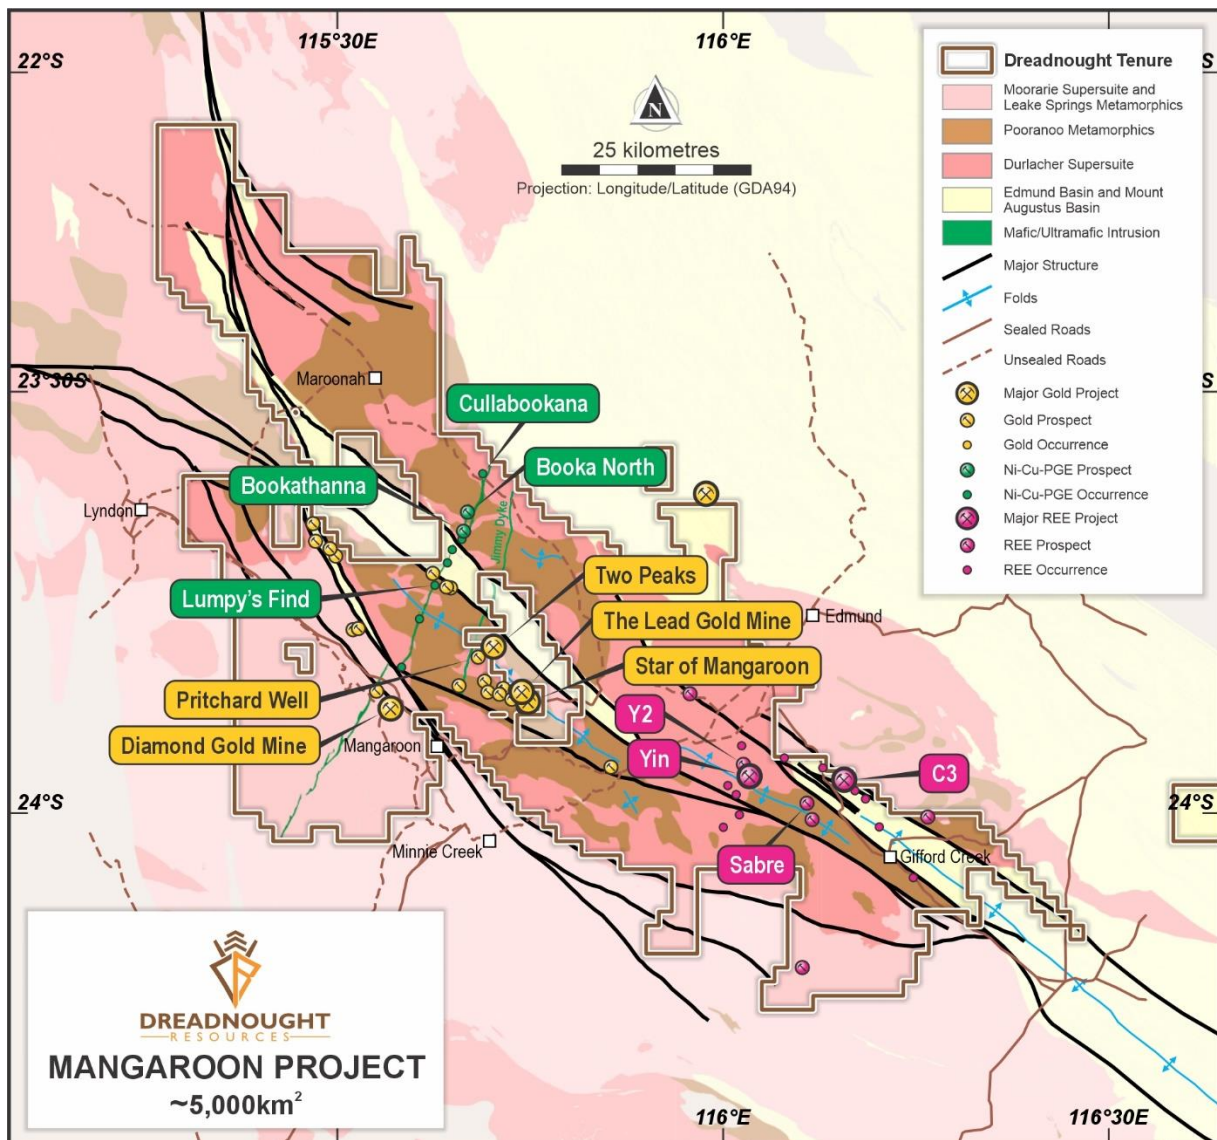 115°30'E
116°E
22°S
N
25 kilometres
Projection: Longitude/Latitude (GDA94)
Dreadnought Tenure
Moorarie Supersuite and
Leake Springs Metamorphics
Pooranoo Metamorphics
Durlacher Supersuite
Edmund Basin and Mount
Augustus Basin
Mafic/Ultramafic Intrusion
Major Structure
Folds
Sealed Roads
Unsealed Roads
Major Gold Project
Gold Prospect
Gold Occurrence
Ni-Cu-PGE Prospect
Ni-Cu-PGE Occurrence
Major REE Project
REE Prospect
REE Occurrence
23°30'S
Maroonah
Cullabookana
Booka North
Bookathanna
Lyndon
Jimmy Dyke
Two Peaks
Lumpy's Find
The Lead Gold Mine
Edmund
Star of Mangaroon
Pritchard Well
Y2
Diamond Gold Mine
Mangaroon
Yin
C3
24°S
24°S
Minnie Creek
Gifford Creek
Sabre
DREADNOUGHT
RESOURCES
MANGAROON PROJECT
~5,000km²
116°E
116°30'E